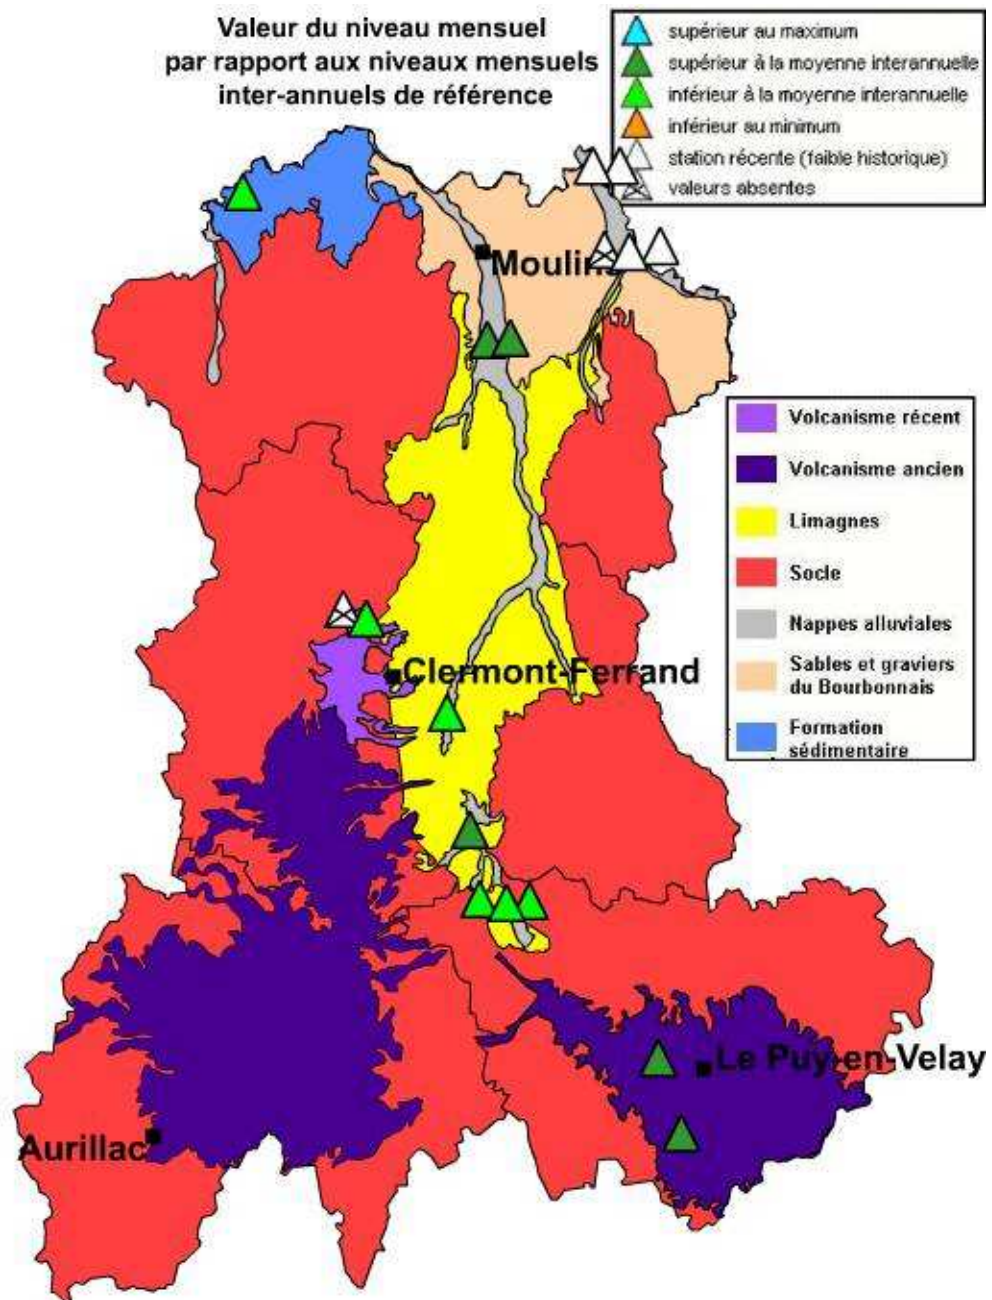 Valeur du niveau mensuel
par rapport aux niveaux mensuels
inter-annuels de référence
supérieur au maximum
supérieur à la moyenne interannuelle
inférieur à la moyenne interannuelle
inférieur au minimum
station récente (faible historique)
valeurs absentes
Moulins
Volcanisme récent
Volcanisme ancien
Limagnes
Socle
Nappes alluviales
Sables et graviers
du Bourbonnais
Formation
sédimentaire
Clermont-Ferrand
Le Puy-en-Velay
Aurillac